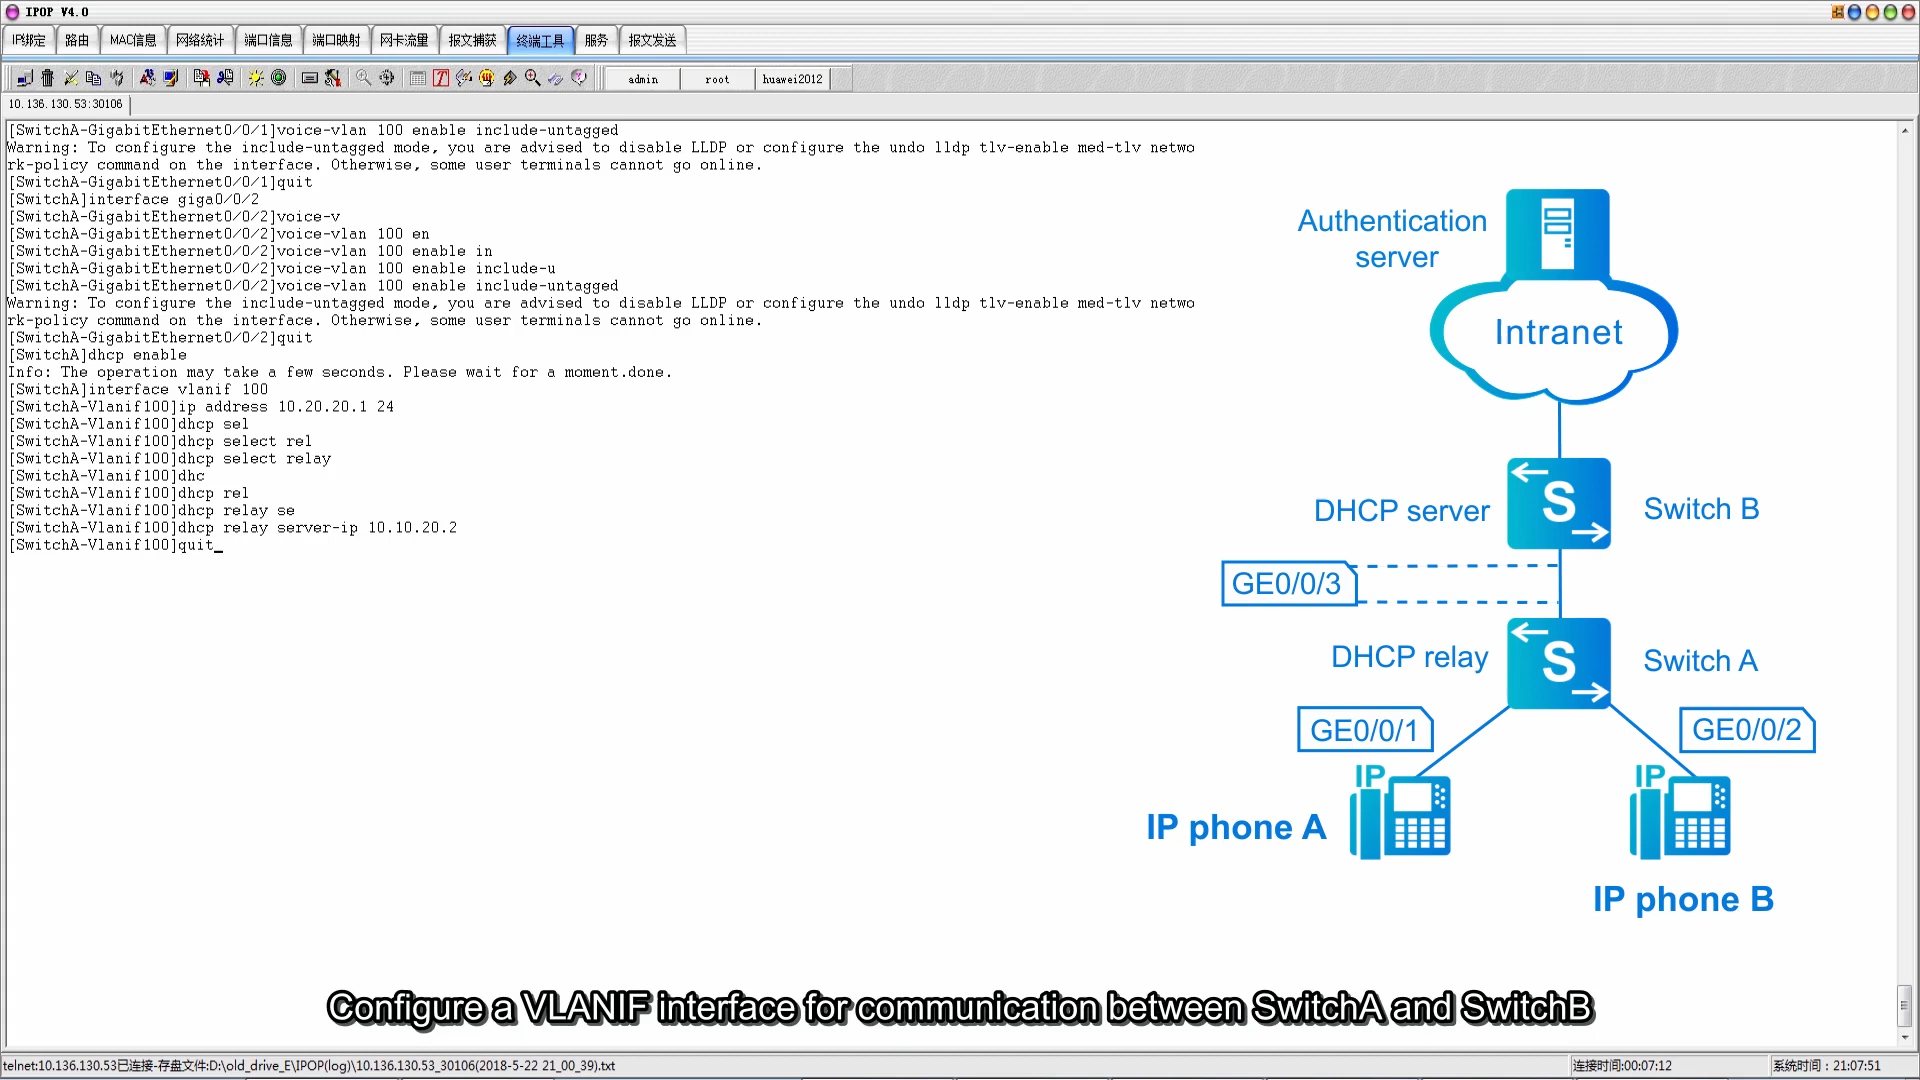 IPOP V4.0
IP绑定 路由 MAC信息 网络统计 端口信息 端口映射 网卡流量 报文捕获 终端工具 服务 报文发送
admin root huawei2012
10.136.130.53:30106
[SwitchA-GigabitEthernet0/0/1]voice-vlan 100 enable include-untagged
Warning: To configure the include-untagged mode, you are advised to disable LLDP or configure the undo lldp tlv-enable med-tlv netwo
rk-policy command on the interface. Otherwise, some user terminals cannot go online.
[SwitchA-GigabitEthernet0/0/1]quit
[SwitchA]interface giga0/0/2
[SwitchA-GigabitEthernet0/0/2]voice-v
[SwitchA-GigabitEthernet0/0/2]voice-vlan 100 en
[SwitchA-GigabitEthernet0/0/2]voice-vlan 100 enable in
[SwitchA-GigabitEthernet0/0/2]voice-vlan 100 enable include-u
[SwitchA-GigabitEthernet0/0/2]voice-vlan 100 enable include-untagged
Warning: To configure the include-untagged mode, you are advised to disable LLDP or configure the undo lldp tlv-enable med-tlv netwo
rk-policy command on the interface. Otherwise, some user terminals cannot go online.
[SwitchA-GigabitEthernet0/0/2]quit
[SwitchA]dhcp enable
Info: The operation may take a few seconds. Please wait for a moment.done.
[SwitchA]interface vlanif 100
[SwitchA-Vlanif100]ip address 10.20.20.1 24
[SwitchA-Vlanif100]dhcp sel
[SwitchA-Vlanif100]dhcp select rel
[SwitchA-Vlanif100]dhcp select relay
[SwitchA-Vlanif100]dhc
[SwitchA-Vlanif100]dhcp rel
[SwitchA-Vlanif100]dhcp relay se
[SwitchA-Vlanif100]dhcp relay server-ip 10.10.20.2
[SwitchA-Vlanif100]quit_
Authentication
server
Intranet
DHCP server
S
Switch B
GE0/0/3
DHCP relay
S
Switch A
GE0/0/1
GE0/0/2
IP
IP
IP phone A
IP phone B
Configure a VLANIF interface for communication between SwitchA and SwitchB
telnet:10.136.130.53已连接-存盘文件:D:\old_drive_E\IPOP(log)\10.136.130.53_30106(2018-5-22 21_00_39).txt 连接时间:00:07:12 系统时间：21:07:51